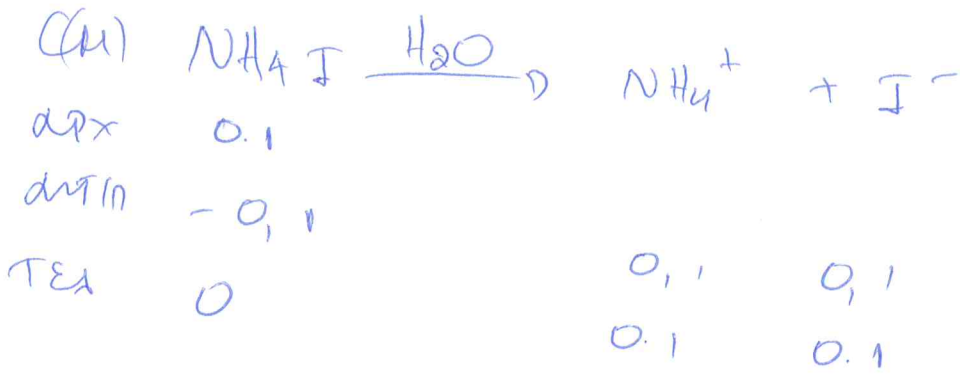 C(M) NH4I H2O → NH4+ + I-
αρχ 0.1
αντ/ή -0,1
ΤΕΛ 0 0,1 0,1
0.1 0.1